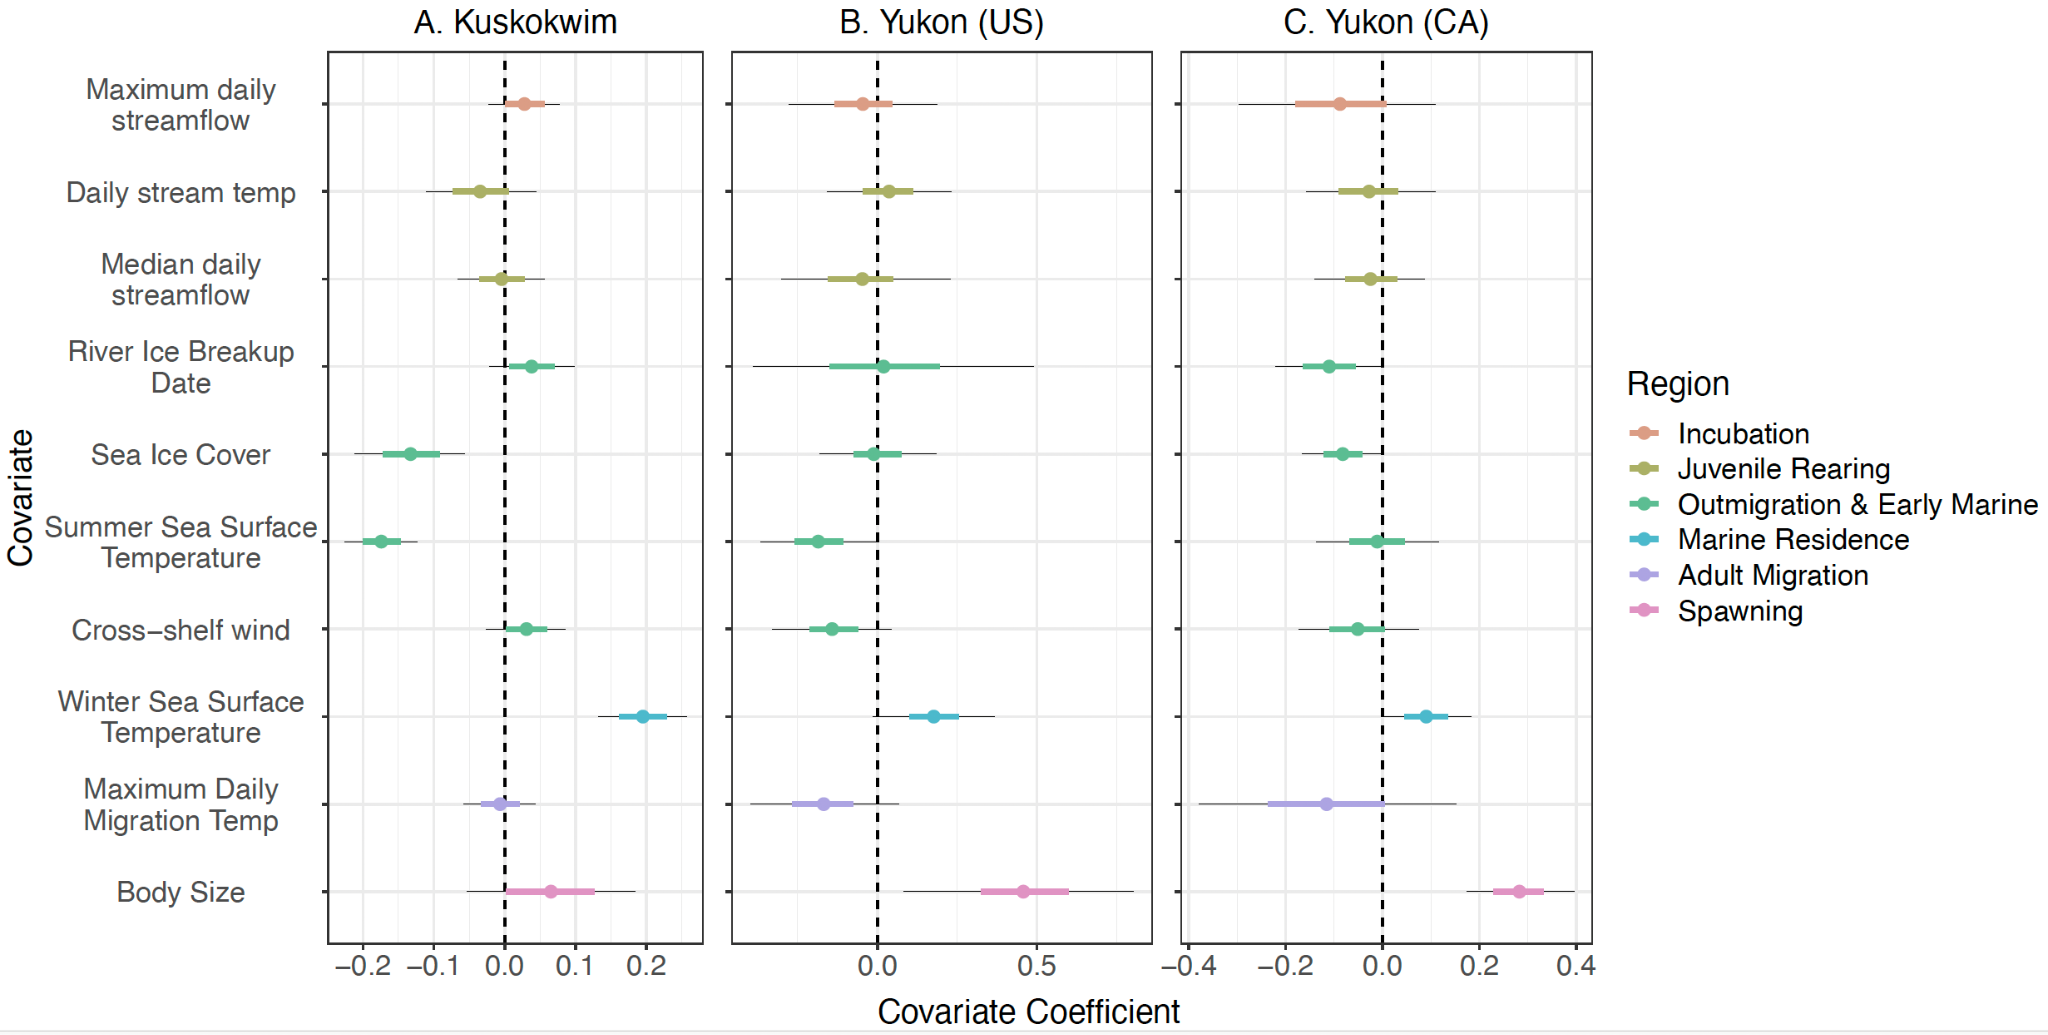 A. Kuskokwim
B. Yukon (US)
C. Yukon (CA)
Covariate
Maximum daily
streamflow
Daily stream temp
Median daily
streamflow
River Ice Breakup
Date
Sea Ice Cover
Summer Sea Surface
Temperature
Cross−shelf wind
Winter Sea Surface
Temperature
Maximum Daily
Migration Temp
Body Size
−0.2 −0.1 0.0 0.1 0.2
0.0 0.5
−0.4 −0.2 0.0 0.2 0.4
Covariate Coefficient
Region
Incubation
Juvenile Rearing
Outmigration & Early Marine
Marine Residence
Adult Migration
Spawning